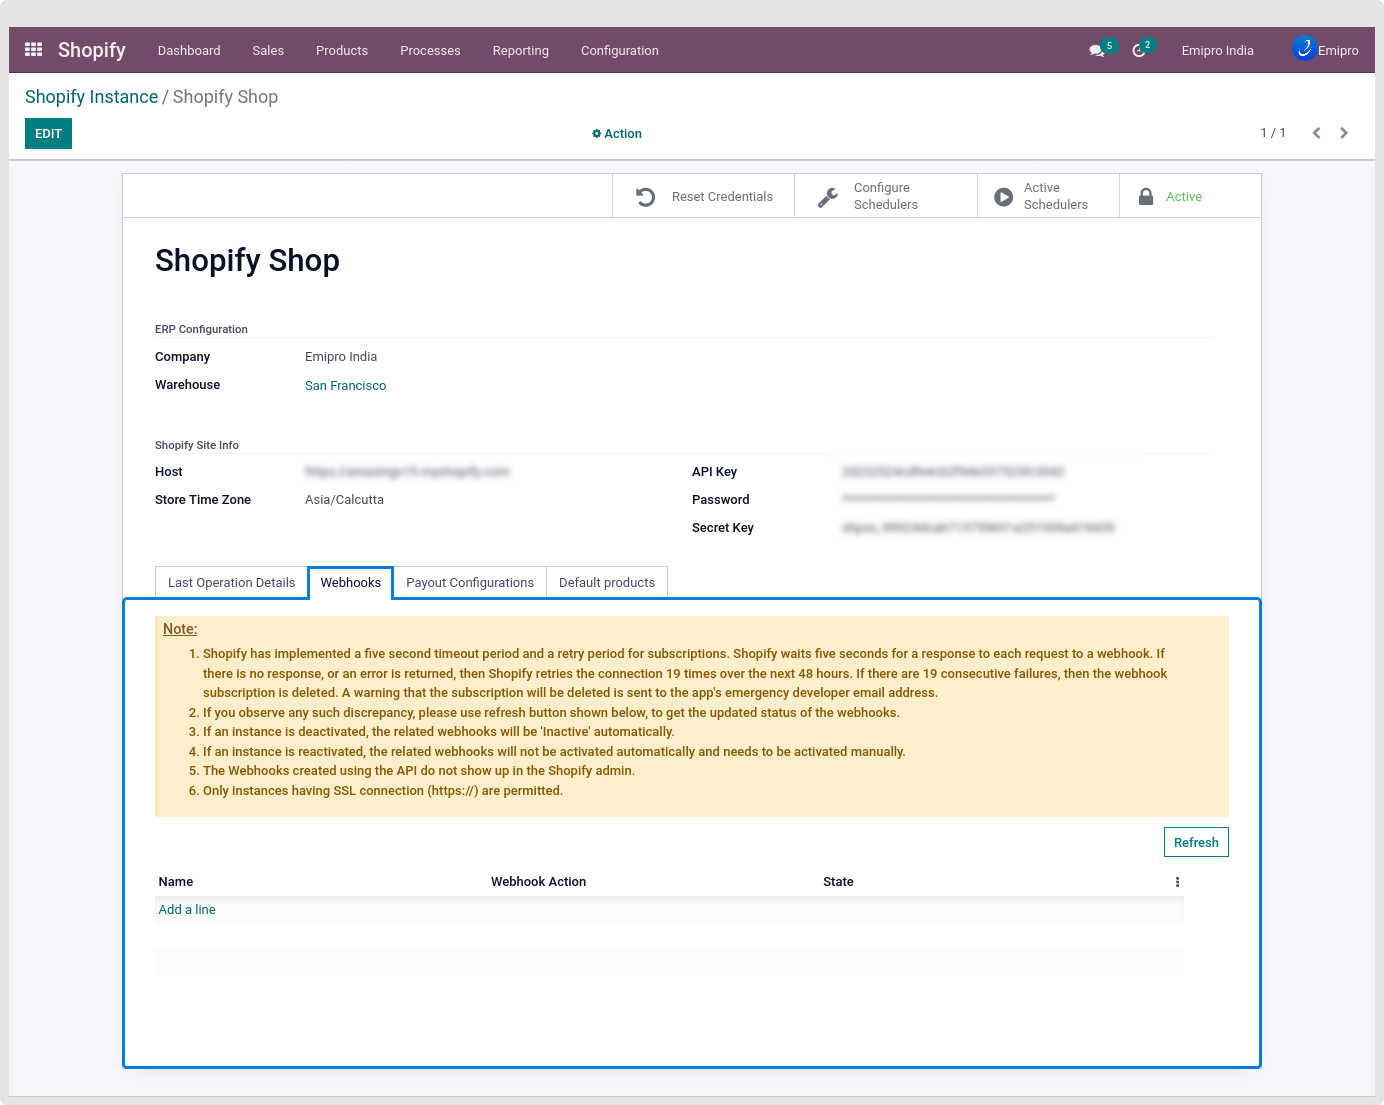 Shopify Dashboard Sales Products Processes Reporting Configuration 5 2 Emipro India Emipro
Shopify Instance / Shopify Shop
EDIT Action 1 / 1
Reset Credentials
Configure
Schedulers
Active
Schedulers
Active
Shopify Shop
ERP Configuration
Company Emipro India
Warehouse San Francisco
Shopify Site Info
Host
Store Time Zone Asia/Calcutta
API Key
Password
Secret Key
Last Operation Details Webhooks Payout Configurations Default products
Note:
1. Shopify has implemented a five second timeout period and a retry period for subscriptions. Shopify waits five seconds for a response to each request to a webhook. If
there is no response, or an error is returned, then Shopify retries the connection 19 times over the next 48 hours. If there are 19 consecutive failures, then the webhook
subscription is deleted. A warning that the subscription will be deleted is sent to the app's emergency developer email address.
2. If you observe any such discrepancy, please use refresh button shown below, to get the updated status of the webhooks.
3. If an instance is deactivated, the related webhooks will be 'Inactive' automatically.
4. If an instance is reactivated, the related webhooks will not be activated automatically and needs to be activated manually.
5. The Webhooks created using the API do not show up in the Shopify admin.
6. Only instances having SSL connection (https://) are permitted.
Refresh
Name Webhook Action State
Add a line